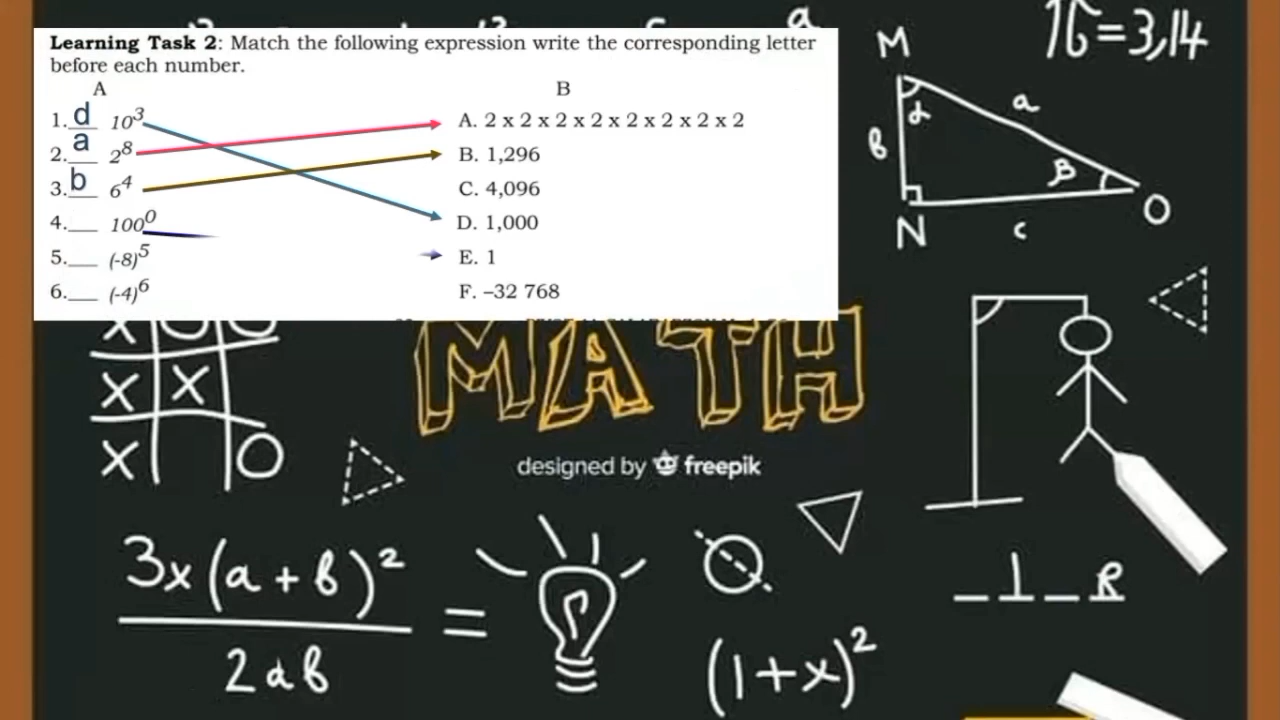 π=3,14
Learning Task 2: Match the following expression write the corresponding letter
before each number.
A B
1. d 10³ A. 2 x 2 x 2 x 2 x 2 x 2 x 2 x 2
2. a 2⁸ B. 1,296
3. b 6⁴ C. 4,096
4.___ 100⁰ D. 1,000
5.___ (-8)⁵ E. 1
6.___ (-4)⁶ F. –32 768
M
a
α
в
β
N
c
O
X O O
X X
X O
MATH
designed by freepik
3x(a+в)²
2ab
=
_ I _ R
(1+x)²